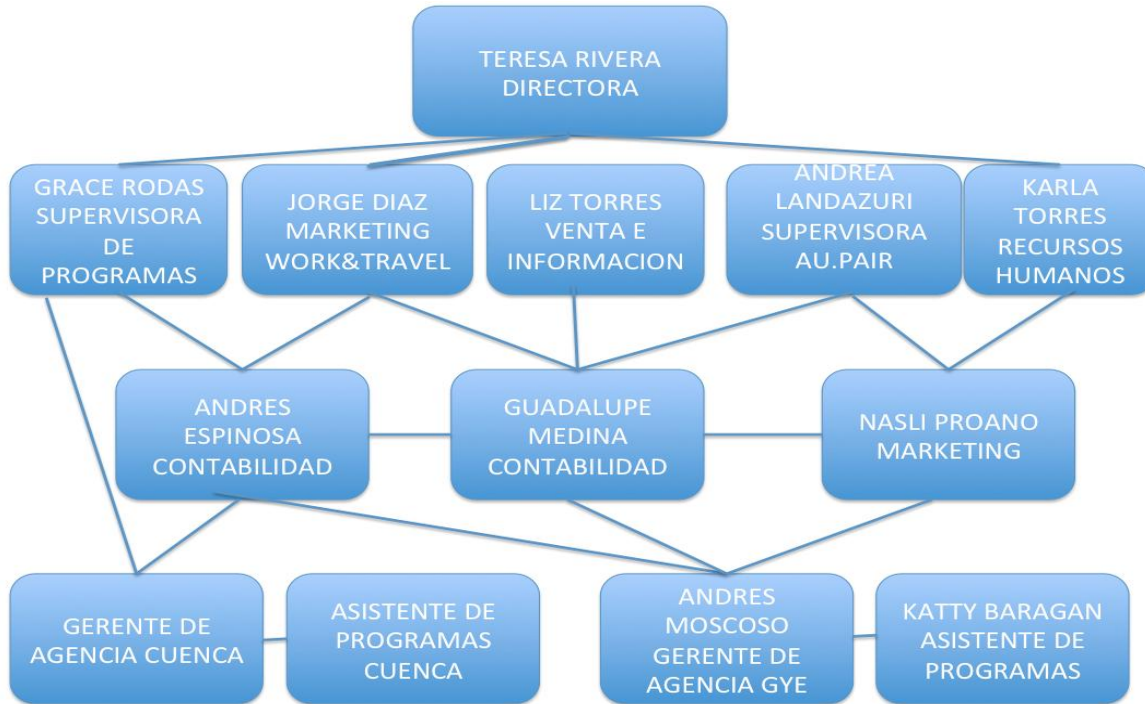 TERESA RIVERA
DIRECTORA
GRACE RODAS
SUPERVISORA
DE
PROGRAMAS
JORGE DIAZ
MARKETING
WORK&TRAVEL
LIZ TORRES
VENTA E
INFORMACION
ANDREA
LANDAZURI
SUPERVISORA
AU.PAIR
KARLA
TORRES
RECURSOS
HUMANOS
ANDRES
ESPINOSA
CONTABILIDAD
GUADALUPE
MEDINA
CONTABILIDAD
NASLI PROANO
MARKETING
GERENTE DE
AGENCIA CUENCA
ASISTENTE DE
PROGRAMAS
CUENCA
ANDRES
MOSCOSO
GERENTE DE
AGENCIA GYE
KATTY BARAGAN
ASISTENTE DE
PROGRAMAS